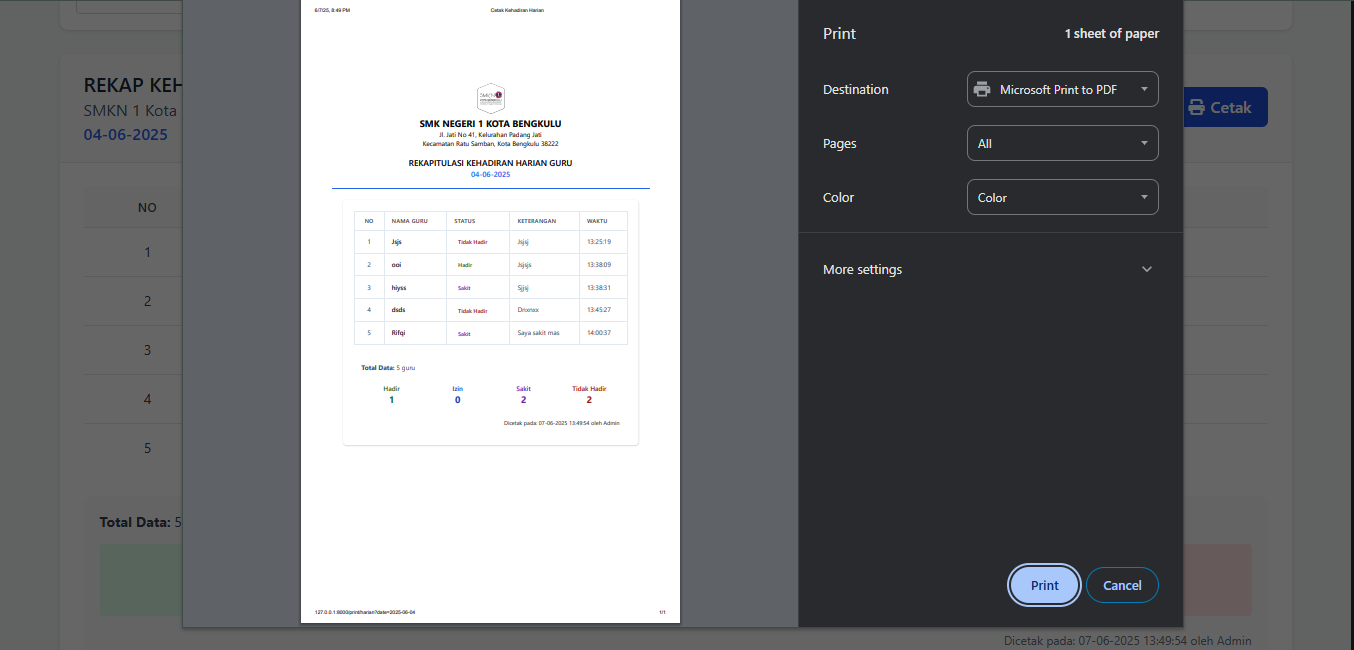 REKAP KEH
SMKN 1 Kota
04-06-2025
Cetak
NO
1
2
3
4
5
Total Data: 5
Dicetak pada: 07-06-2025 13:49:54 oleh Admin
6/7/25, 8:49 PM
Cetak Kehadiran Harian
SMK NEGERI 1 KOTA BENGKULU
Jl. Jati No 41, Kelurahan Padang Jati
Kecamatan Ratu Samban, Kota Bengkulu 38222
REKAPITULASI KEHADIRAN HARIAN GURU
04-06-2025
NO NAMA GURU STATUS KETERANGAN WAKTU
1 Jsjs Tidak Hadir Jsjsj 13:25:19
2 ooi Hadir Jsjsjs 13:38:09
3 hiyss Sakit Sjjsj 13:38:31
4 dsds Tidak Hadir Dnxnxx 13:45:27
5 Rifqi Sakit Saya sakit mas 14:00:37
Total Data: 5 guru
Hadir Izin Sakit Tidak Hadir
1 0 2 2
Dicetak pada: 07-06-2025 13:49:54 oleh Admin
127.0.0.1:8000/print/harian?date=2025-06-04
1/1
Print
1 sheet of paper
Destination
Microsoft Print to PDF
Pages
All
Color
Color
More settings
Print
Cancel